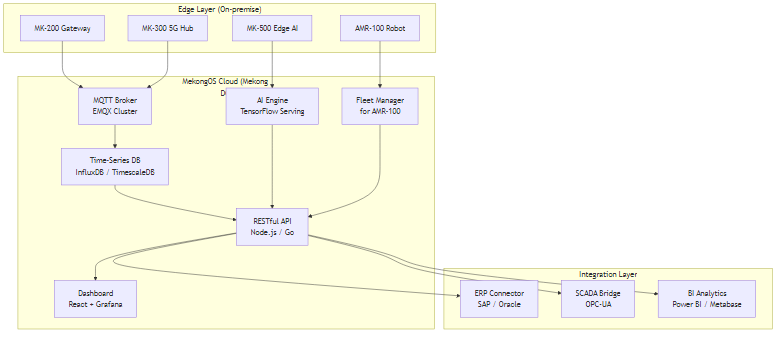 Edge Layer (On-premise)
MK-200 Gateway
MK-300 5G Hub
MK-500 Edge AI
AMR-100 Robot
MekongOS Cloud (Mekong
D
MQTT Broker
EMQX Cluster
AI Engine
TensorFlow Serving
Fleet Manager
for AMR-100
Time-Series DB
InfluxDB / TimescaleDB
RESTful API
Node.js / Go
Integration Layer
Dashboard
React + Grafana
ERP Connector
SAP / Oracle
SCADA Bridge
OPC-UA
BI Analytics
Power BI / Metabase